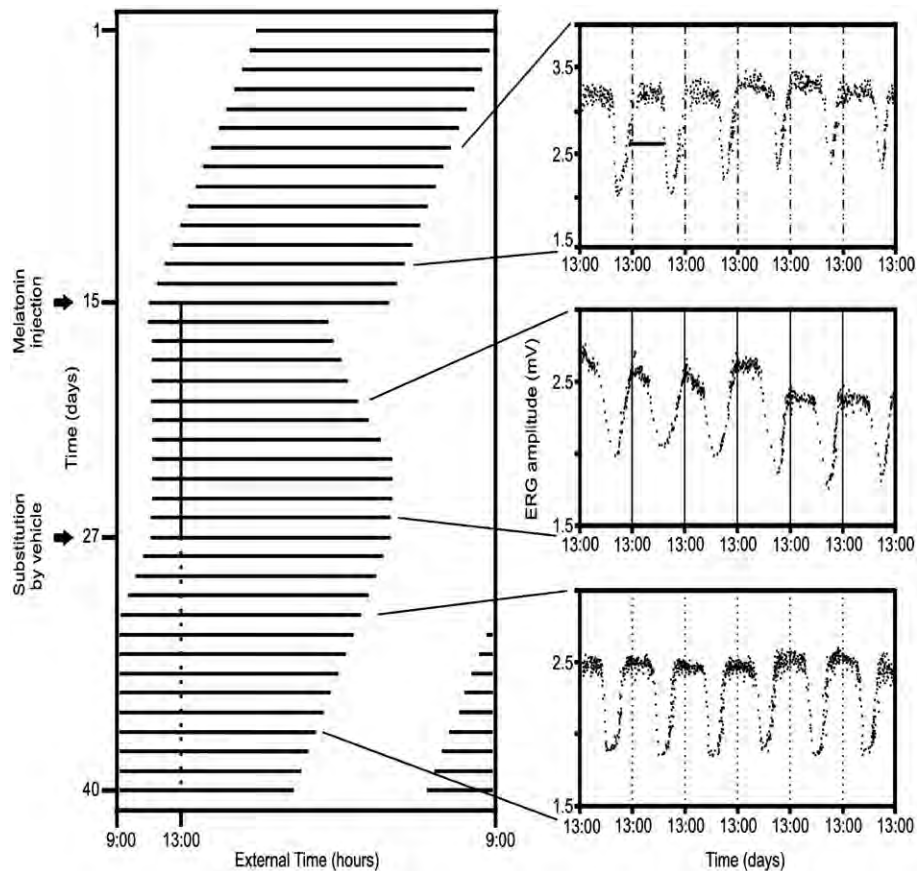 1
Melatonin
injection
15
Time (days)
Substitution
by vehicle
27
40
9:00
13:00
9:00
External Time (hours)
3.5
2.5
1.5
13:00 13:00 13:00 13:00 13:00 13:00 13:00
ERG amplitude (mV)
2.5
1.5
13:00 13:00 13:00 13:00 13:00 13:00 13:00
2.5
1.5
13:00 13:00 13:00 13:00 13:00 13:00 13:00
Time (days)